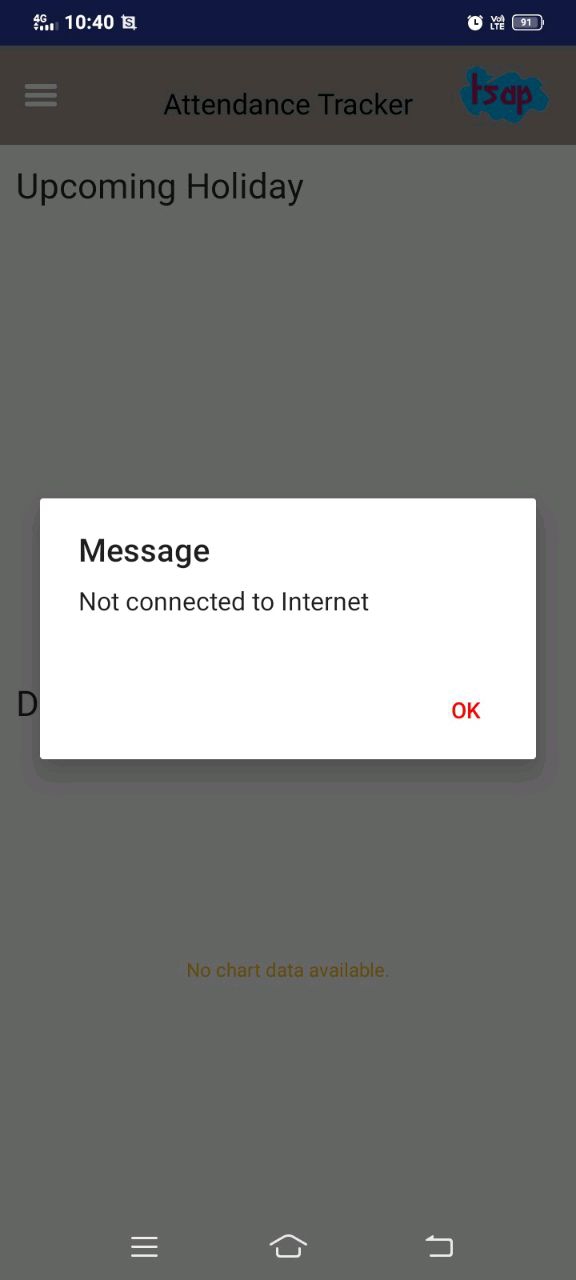 4G 10:40 VoI LTE 91
Attendance Tracker
tsap
Upcoming Holiday
Message
Not connected to Internet
D
OK
No chart data available.